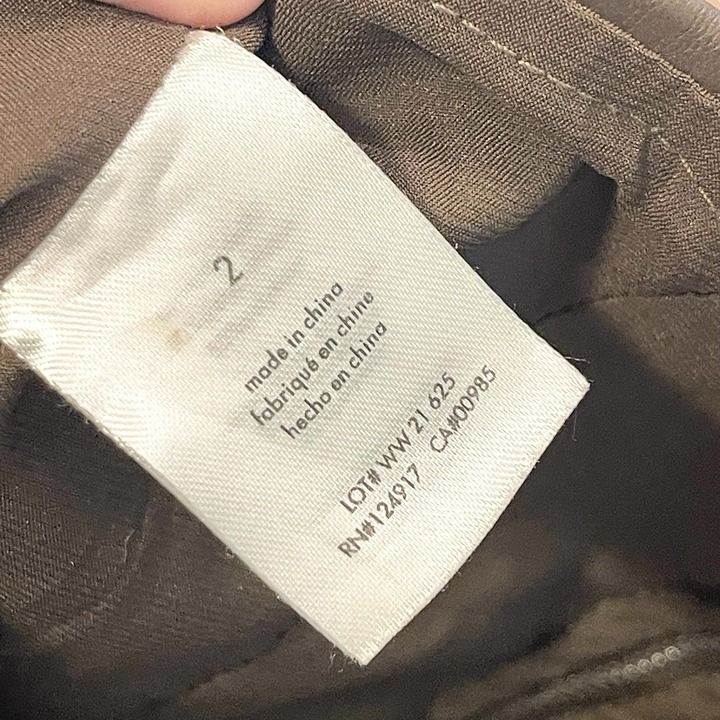 2
made in china
fabriqué en chine
hecho en china
LOT# WW 21 625
RN#124917 CA#00985